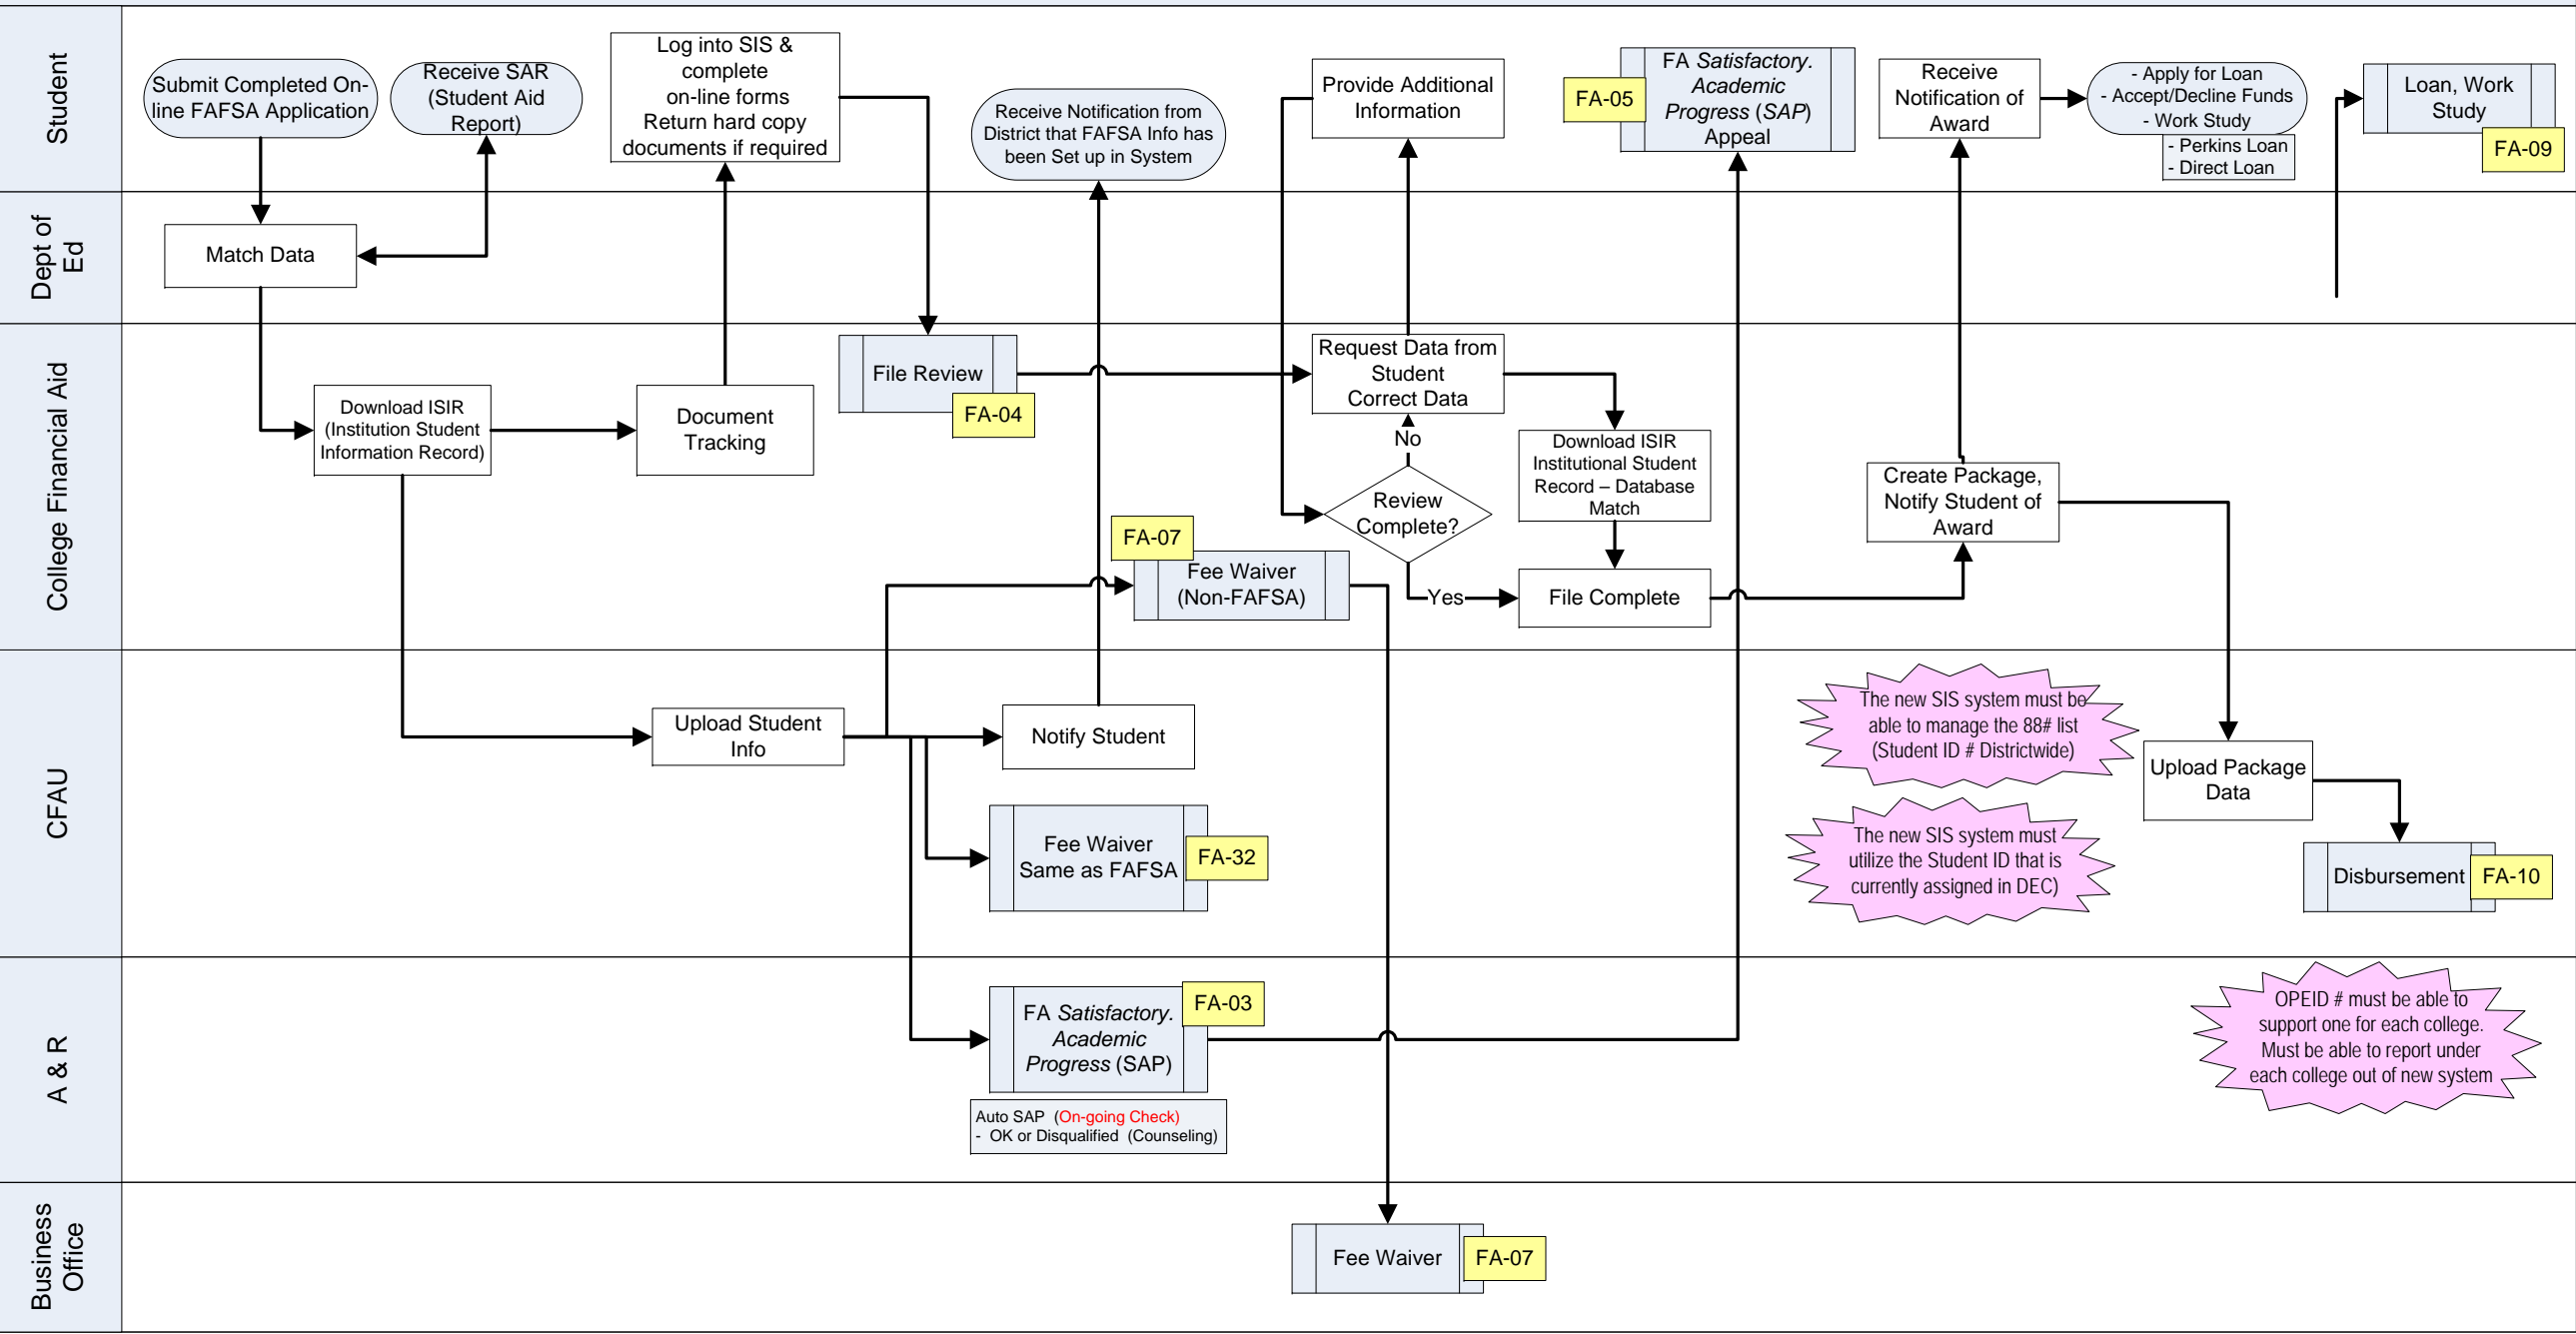 Student
Submit Completed On-
line FAFSA Application
Receive SAR
(Student Aid
Report)
Log into SIS &
complete
on-line forms
Return hard copy
documents if required
Receive Notification from
District that FAFSA Info has
been Set up in System
Provide Additional
Information
FA-05
FA Satisfactory.
Academic
Progress (SAP)
Appeal
Receive
Notification of
Award
- Apply for Loan
- Accept/Decline Funds
- Work Study
- Perkins Loan
- Direct Loan
Loan, Work
Study
FA-09
Dept of
Ed
Match Data
College Financial Aid
Download ISIR
(Institution Student
Information Record)
Document
Tracking
File Review
FA-04
Request Data from
Student
Correct Data
No
Review
Complete?
Yes
Download ISIR
Institutional Student
Record – Database
Match
File Complete
FA-07
Fee Waiver
(Non-FAFSA)
Create Package,
Notify Student of
Award
CFAU
Upload Student
Info
Notify Student
Fee Waiver
Same as FAFSA
FA-32
The new SIS system must be
able to manage the 88# list
(Student ID # Districtwide)
The new SIS system must
utilize the Student ID that is
currently assigned in DEC)
Upload Package
Data
Disbursement
FA-10
A & R
FA Satisfactory.
Academic
Progress (SAP)
FA-03
Auto SAP (On-going Check)
- OK or Disqualified (Counseling)
OPEID # must be able to
support one for each college.
Must be able to report under
each college out of new system
Business
Office
Fee Waiver
FA-07